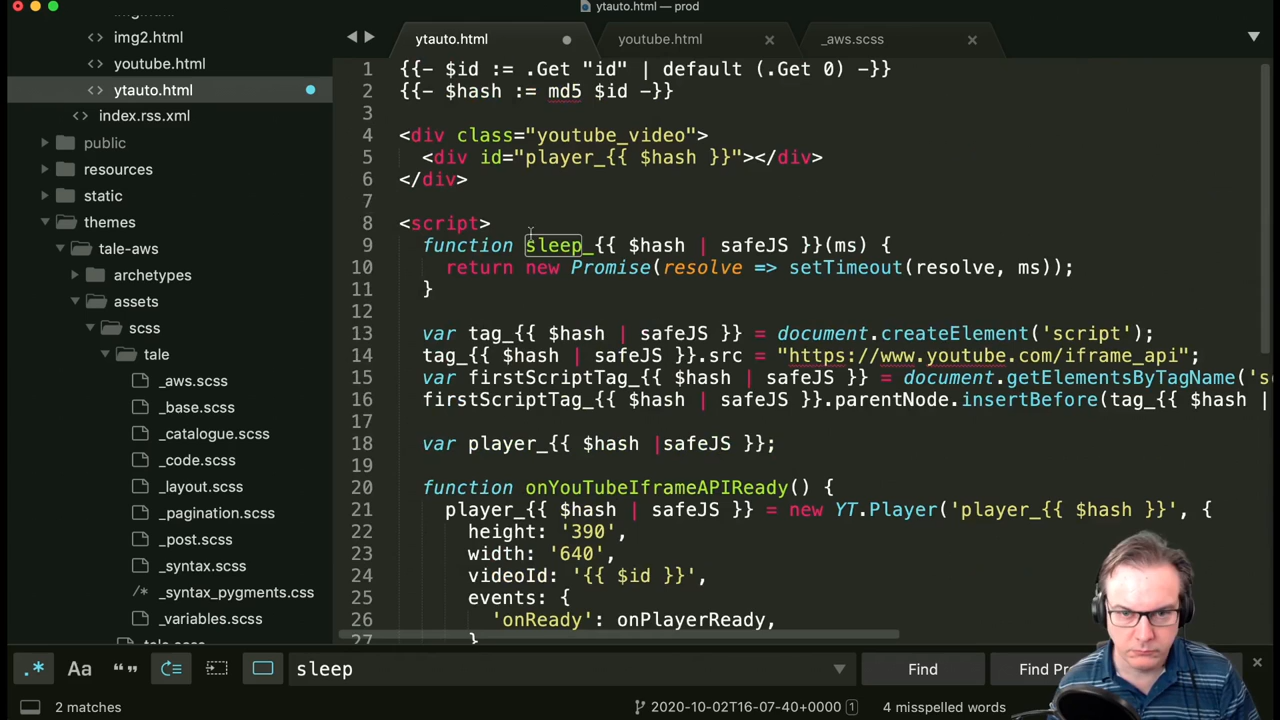 ytauto.html — prod
img2.html
youtube.html
ytauto.html
index.rss.xml
public
resources
static
themes
tale-aws
archetypes
assets
scss
tale
_aws.scss
_base.scss
_catalogue.scss
_code.scss
_layout.scss
_pagination.scss
_post.scss
_syntax.scss
/* _syntax_pygments.css
_variables.scss
ytauto.html youtube.html _aws.scss
1 {{- $id := .Get "id" | default (.Get 0) -}}
2 {{- $hash := md5 $id -}}
3
4 <div class="youtube_video">
5 <div id="player_{{ $hash }}"></div>
6 </div>
7
8 <script>
9 function sleep_{{ $hash | safeJS }}(ms) {
10 return new Promise(resolve => setTimeout(resolve, ms));
11 }
12
13 var tag_{{ $hash | safeJS }} = document.createElement('script');
14 tag_{{ $hash | safeJS }}.src = "https://www.youtube.com/iframe_api";
15 var firstScriptTag_{{ $hash | safeJS }} = document.getElementsByTagName('s
16 firstScriptTag_{{ $hash | safeJS }}.parentNode.insertBefore(tag_{{ $hash |
17
18 var player_{{ $hash |safeJS }};
19
20 function onYouTubeIframeAPIReady() {
21 player_{{ $hash | safeJS }} = new YT.Player('player_{{ $hash }}', {
22 height: '390',
23 width: '640',
24 videoId: '{{ $id }}',
25 events: {
26 'onReady': onPlayerReady,
27 }
.* Aa “” sleep Find Find
2 matches 2020-10-02T16-07-40+0000 1 4 misspelled words